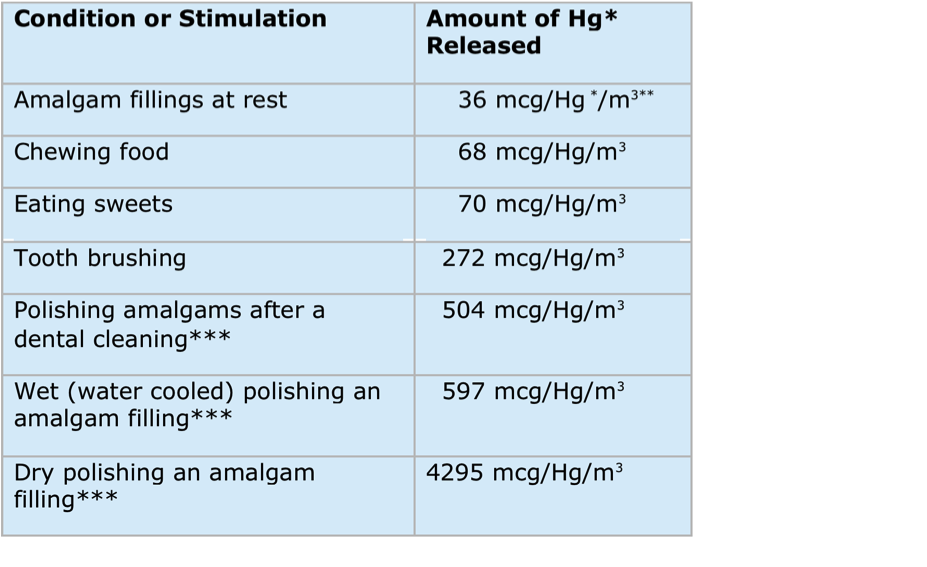 Condition or Stimulation
Amount of Hg*
Released
Amalgam fillings at rest
36 mcg/Hg */m³**
Chewing food
68 mcg/Hg/m³
Eating sweets
70 mcg/Hg/m³
Tooth brushing
272 mcg/Hg/m³
Polishing amalgams after a
dental cleaning***
504 mcg/Hg/m³
Wet (water cooled) polishing an
amalgam filling***
597 mcg/Hg/m³
Dry polishing an amalgam
filling***
4295 mcg/Hg/m³